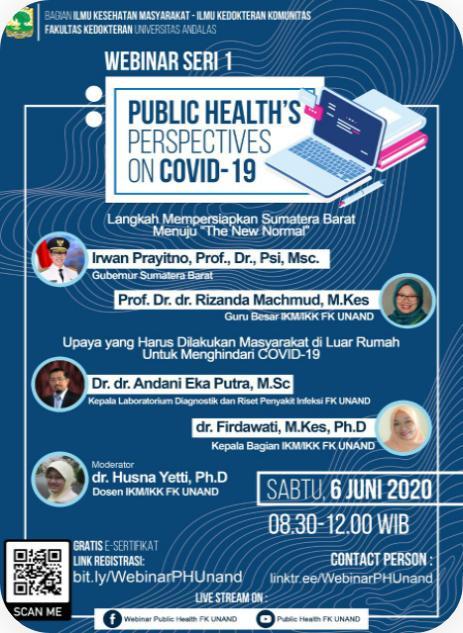 BAGIAN ILMU KESEHATAN MASYARAKAT - ILMU KEDOKTERAN KOMUNITAS
FAKULTAS KEDOKTERAN UNIVERSITAS ANDALAS
WEBINAR SERI 1
PUBLIC HEALTH'S
PERSPECTIVES
ON COVID-19
Langkah Mempersiapkan Sumatera Barat
Menuju "The New Normal"
Irwan Prayitno, Prof., Dr., Psi, Msc.
Gubernur Sumatera Barat
Prof. Dr. dr. Rizanda Machmud, M.Kes
Guru Besar IKM/IKK FK UNAND
Upaya yang Harus Dilakukan Masyarakat di Luar Rumah
Untuk Menghindari COVID-19
Dr. dr. Andani Eka Putra, M.Sc
Kepala Laboratorium Diagnostik dan Riset Penyakit Infeksi FK UNAND
dr. Firdawati, M.Kes, Ph.D
Kepala Bagian IKM/IKK FK UNAND
Moderator
dr. Husna Yetti, Ph.D
Dosen IKM/IKK FK UNAND
SABTU, 6 JUNI 2020
08.30-12.00 WIB
GRATIS E-SERTIFIKAT
LINK REGISTRASI:
bit.ly/WebinarPHUnand
CONTACT PERSON :
linktr.ee/WebinarPHUnand
SCAN ME
LIVE STREAM ON :
Webinar Public Health FK UNAND
Public Health FK UNAND